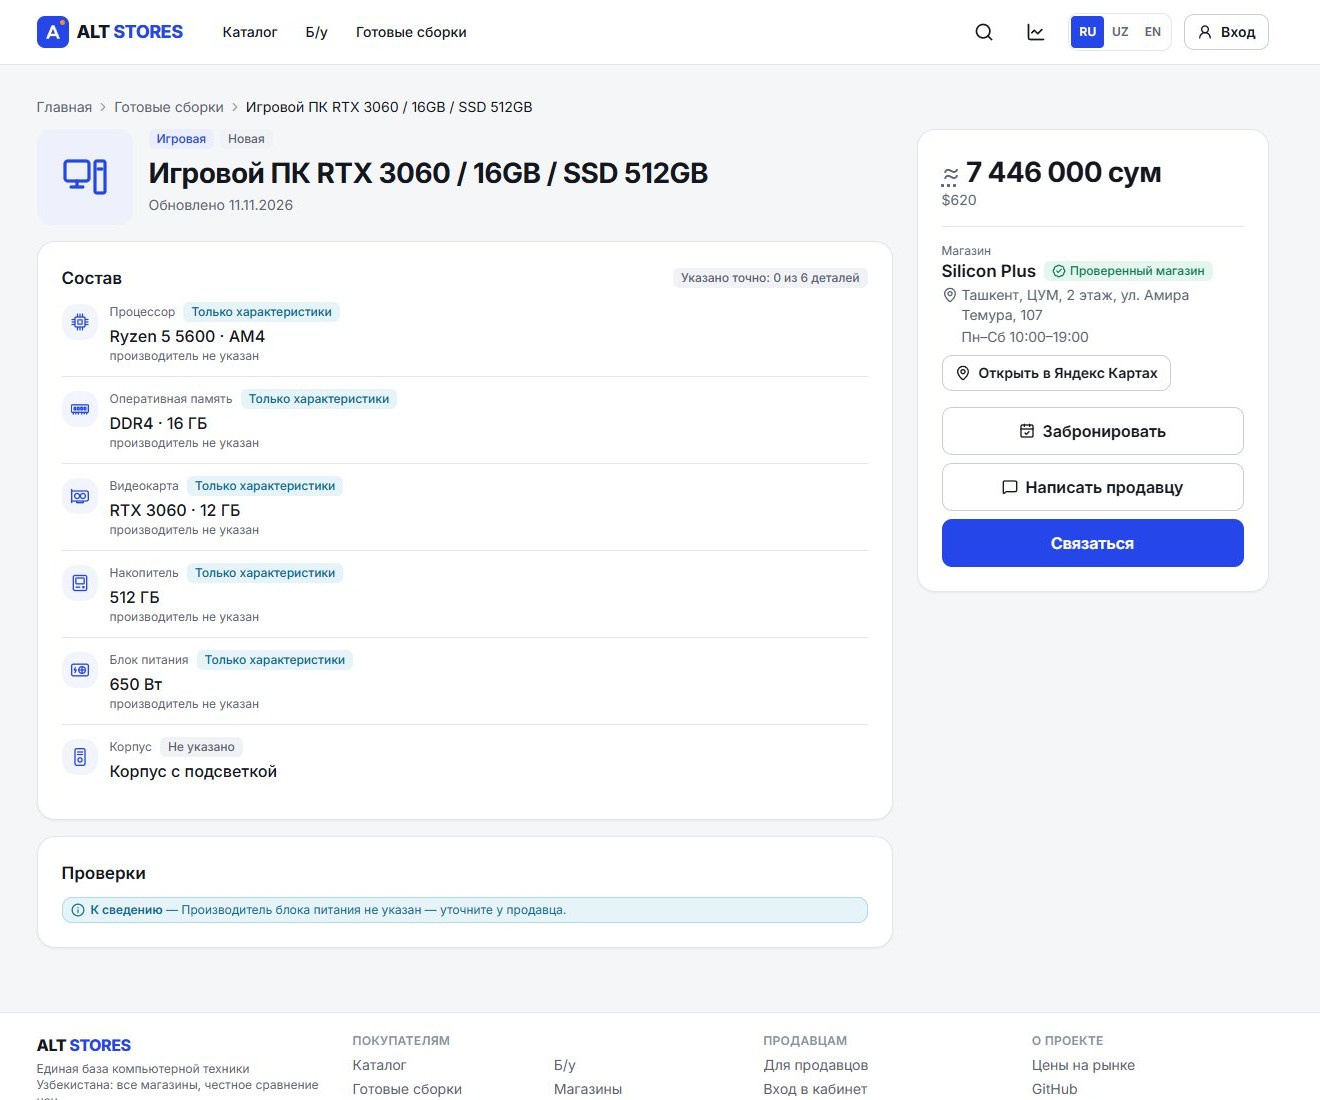 ALT STORES
Каталог
Б/у
Готовые сборки
RU
UZ
EN
Вход
Главная > Готовые сборки > Игровой ПК RTX 3060 / 16GB / SSD 512GB
Игровая
Новая
Игровой ПК RTX 3060 / 16GB / SSD 512GB
Обновлено 11.11.2026
Состав
Указано точно: 0 из 6 деталей
Процессор
Только характеристики
Ryzen 5 5600 · AM4
производитель не указан
Оперативная память
Только характеристики
DDR4 · 16 ГБ
производитель не указан
Видеокарта
Только характеристики
RTX 3060 · 12 ГБ
производитель не указан
Накопитель
Только характеристики
512 ГБ
производитель не указан
Блок питания
Только характеристики
650 Вт
производитель не указан
Корпус
Не указано
Корпус с подсветкой
Проверки
К сведению — Производитель блока питания не указан — уточните у продавца.
≈ 7 446 000 сум
$620
Магазин
Silicon Plus
Проверенный магазин
Ташкент, ЦУМ, 2 этаж, ул. Амира
Темура, 107
Пн–Сб 10:00–19:00
Открыть в Яндекс Картах
Забронировать
Написать продавцу
Связаться
ALT STORES
Единая база компьютерной техники
Узбекистана: все магазины, честное сравнение
ПОКУПАТЕЛЯМ
Каталог
Б/у
Готовые сборки
Магазины
ПРОДАВЦАМ
Для продавцов
Вход в кабинет
О ПРОЕКТЕ
Цены на рынке
GitHub